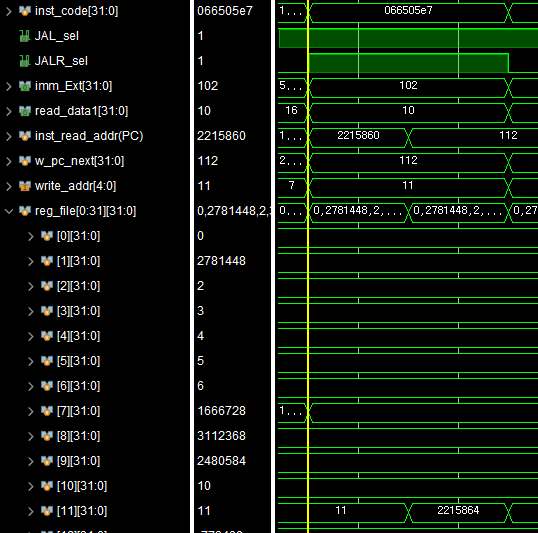 inst_code[31:0] 066505e7 1... 066505e7
JAL_sel 1
JALR_sel 1
imm_Ext[31:0] 102 5... 102
read_data1[31:0] 10 16 10
inst_read_addr(PC) 2215860 1... 2215860 112
w_pc_next[31:0] 112 2... 112
write_addr[4:0] 11 7 11
reg_file[0:31][31:0] 0,2781448,2,3 0... 0,2781448,2,... 0,2781448,2,... 0,27
[0][31:0] 0
[1][31:0] 2781448
[2][31:0] 2
[3][31:0] 3
[4][31:0] 4
[5][31:0] 5
[6][31:0] 6
[7][31:0] 1666728 1...
[8][31:0] 3112368
[9][31:0] 2480584
[10][31:0] 10
[11][31:0] 11 11 2215864